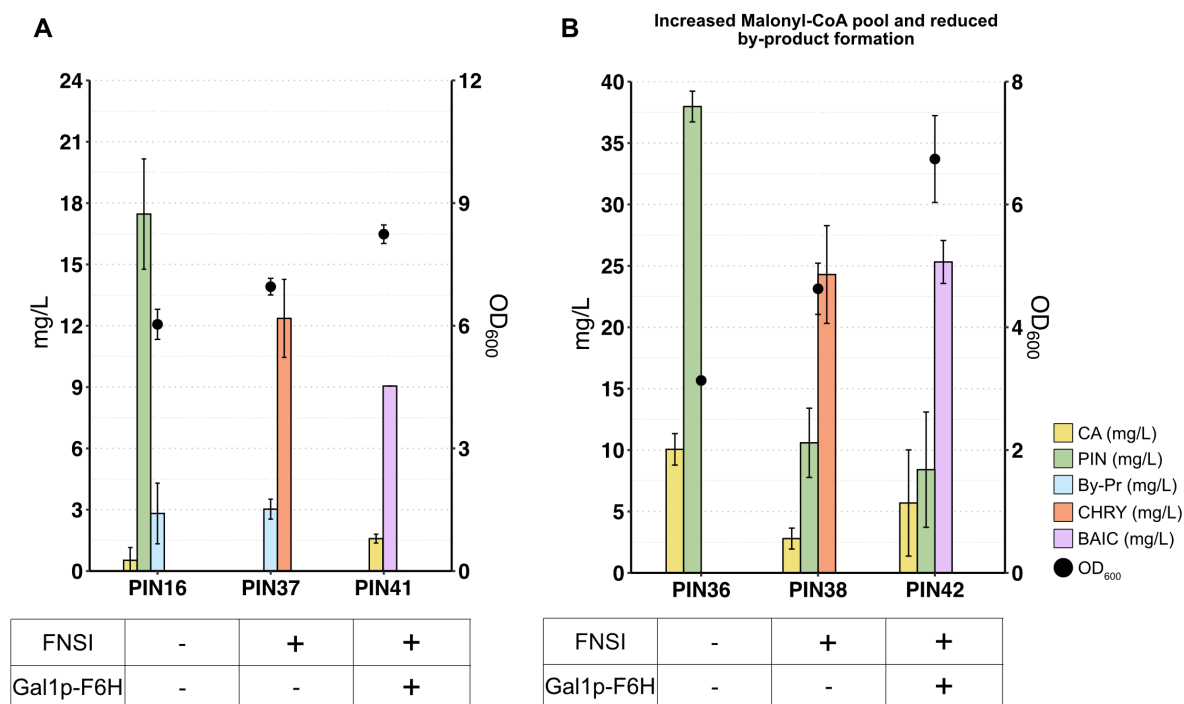 A
24
21
18
15
12
9
6
3
0
mg/L
12
9
6
3
0
OD600
PIN16 PIN37 PIN41
FNSI - + +
Gal1p-F6H - - +
B
Increased Malonyl-CoA pool and reduced
by-product formation
40
35
30
25
20
15
10
5
0
mg/L
8
6
4
2
0
OD600
PIN36 PIN38 PIN42
FNSI - + +
Gal1p-F6H - - +
CA (mg/L)
PIN (mg/L)
By-Pr (mg/L)
CHRY (mg/L)
BAIC (mg/L)
OD600